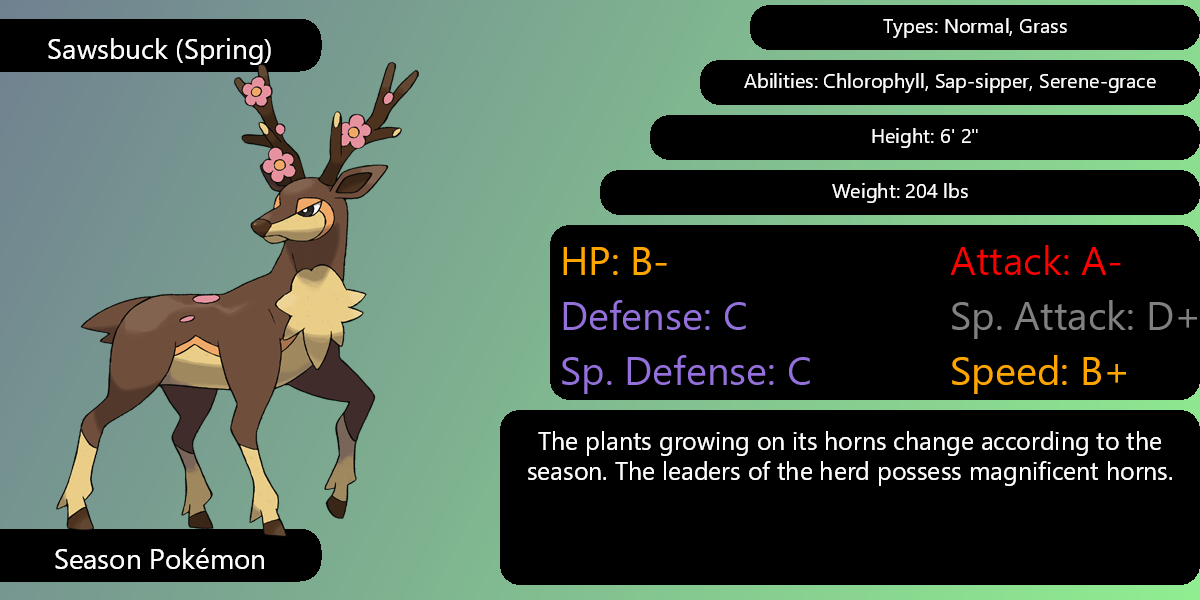 Sawsbuck (Spring)
Types: Normal, Grass
Abilities: Chlorophyll, Sap-sipper, Serene-grace
Height: 6' 2"
Weight: 204 lbs
HP: B-
Attack: A-
Defense: C
Sp. Attack: D+
Sp. Defense: C
Speed: B+
The plants growing on its horns change according to the
season. The leaders of the herd possess magnificent horns.
Season Pokémon